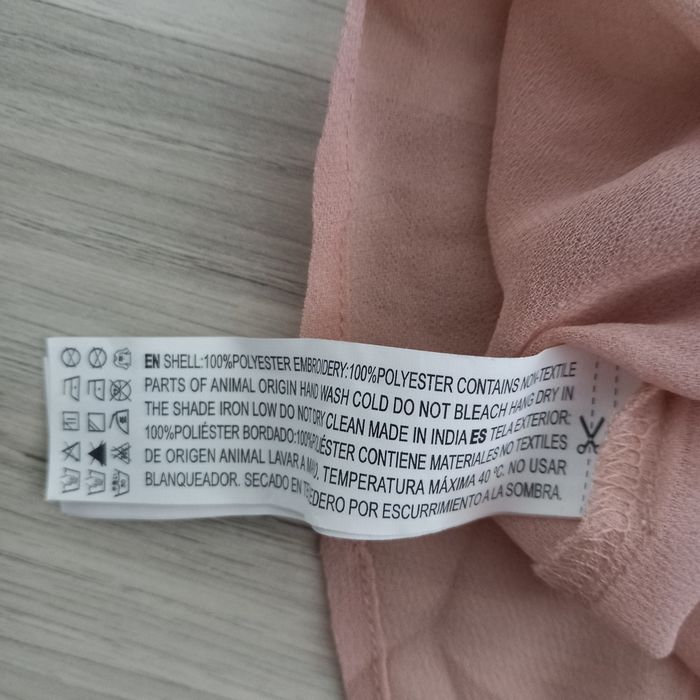 EN SHELL:100%POLYESTER EMBROIDERY:100%POLYESTER CONTAINS NON-TEXTILE
PARTS OF ANIMAL ORIGIN HAND WASH COLD DO NOT BLEACH HANG DRY IN
THE SHADE IRON LOW DO NOT DRY CLEAN MADE IN INDIA ES TELA EXTERIOR:
100%POLIÉSTER BORDADO:100%POLIÉSTER CONTIENE MATERIALES NO TEXTILES
DE ORIGEN ANIMAL LAVAR A MANO, TEMPERATURA MÁXIMA 40 ºC. NO USAR
BLANQUEADOR. SECADO EN TENDEDERO POR ESCURRIMIENTO A LA SOMBRA.